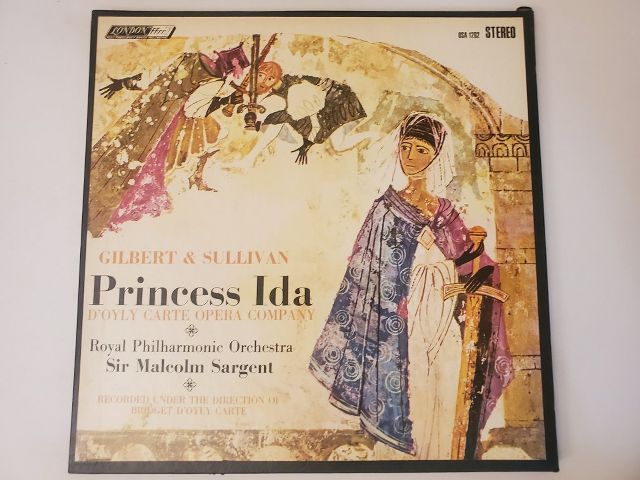 LONDON ffrr
OSA 1262 STEREO
GILBERT & SULLIVAN
Princess Ida
D'OYLY CARTE OPERA COMPANY
Royal Philharmonic Orchestra
Sir Malcolm Sargent
RECORDED UNDER THE DIRECTION OF
BRIDGET D'OYLY CARTE